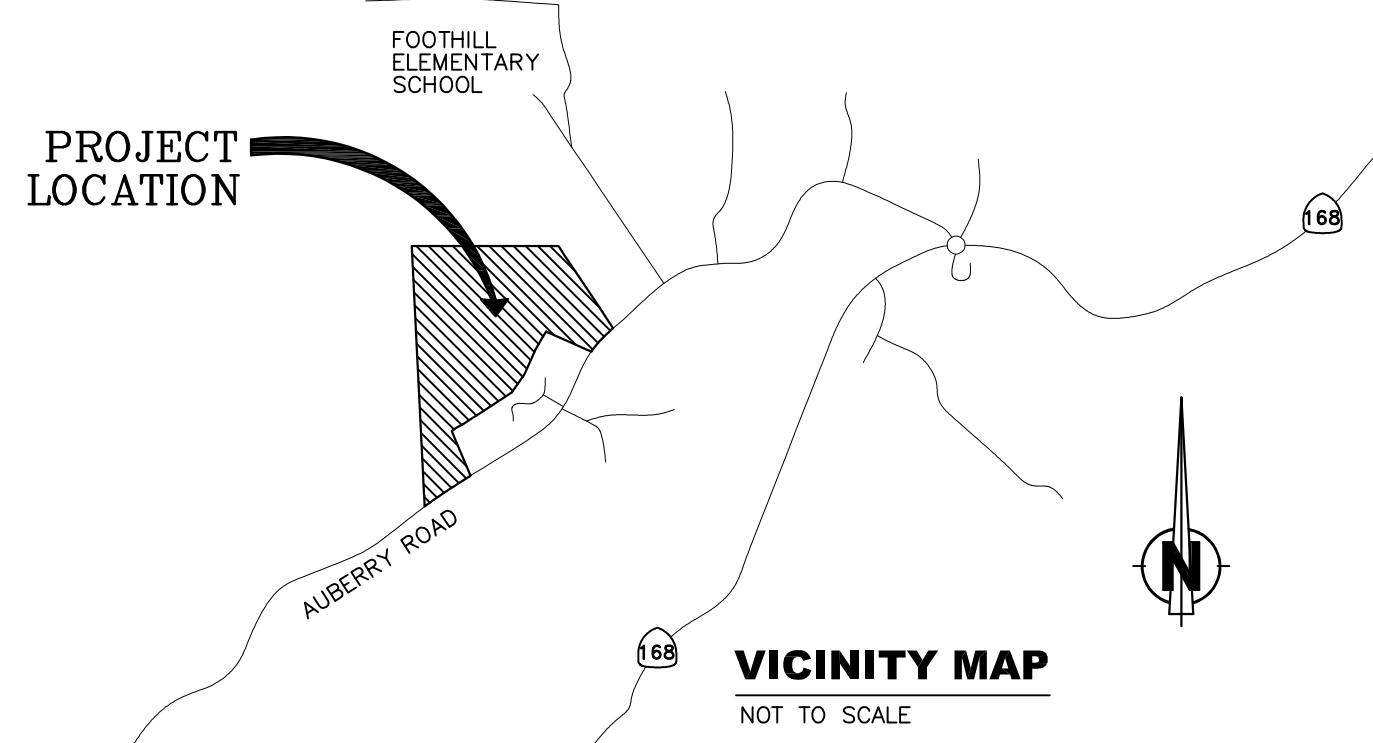 FOOTHILL
ELEMENTARY
SCHOOL
PROJECT
LOCATION
168
AUBERRY ROAD
N
168
VICINITY MAP
NOT TO SCALE